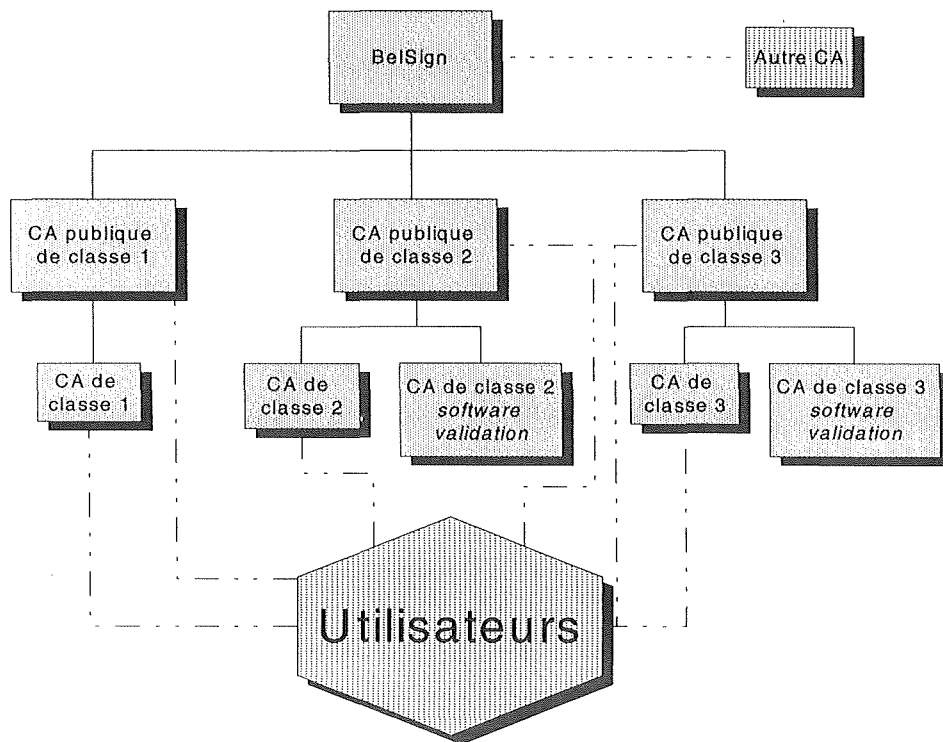 BelSign
Autre CA
CA publique
de classe 1
CA publique
de classe 2
CA publique
de classe 3
CA de
classe 1
CA de
classe 2
CA de classe 2
software
validation
CA de
classe 3
CA de classe 3
software
validation
Utilisateurs